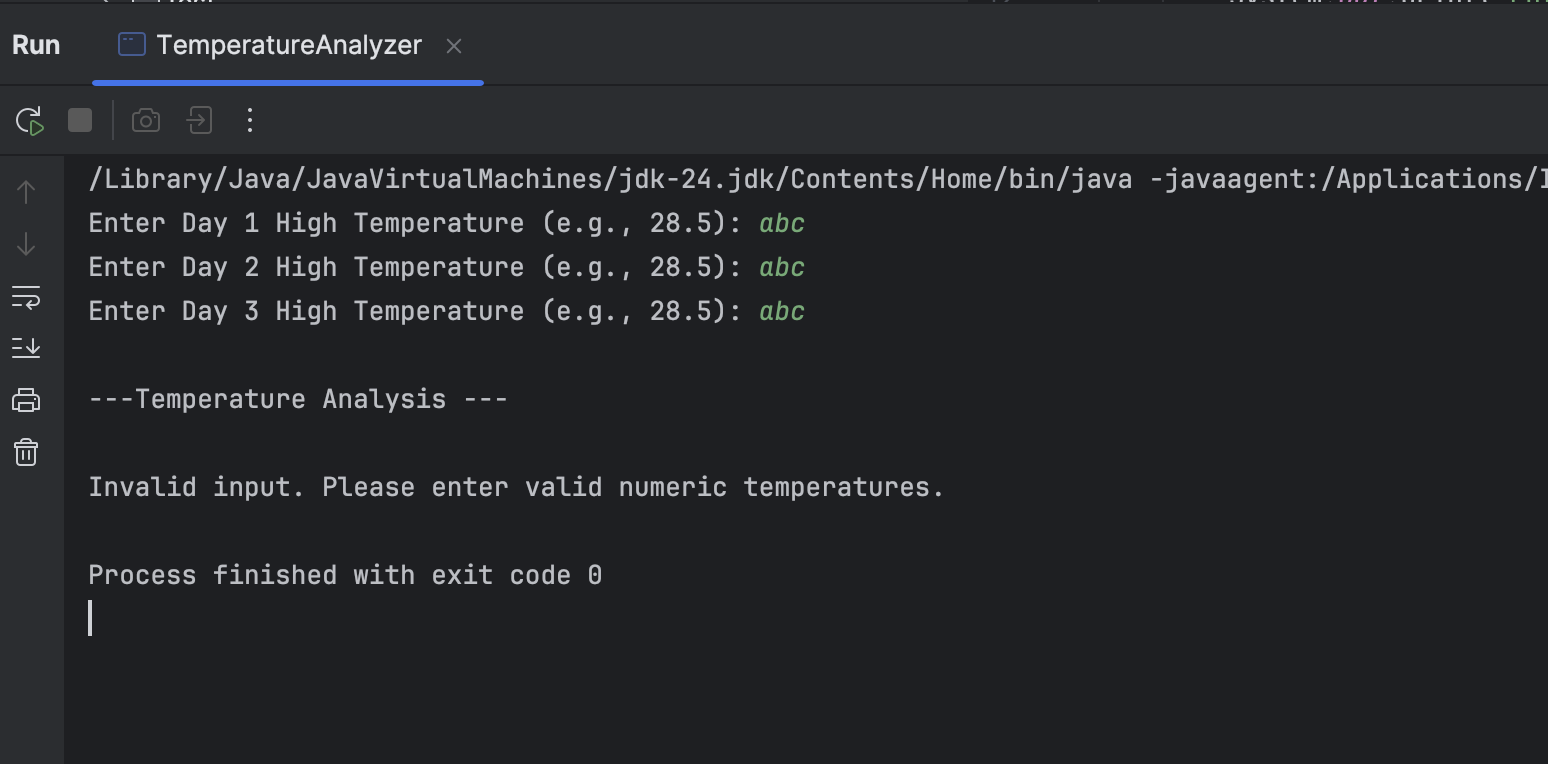 Run TemperatureAnalyzer
/Library/Java/JavaVirtualMachines/jdk-24.jdk/Contents/Home/bin/java -javaagent:/Applications/
Enter Day 1 High Temperature (e.g., 28.5): abc
Enter Day 2 High Temperature (e.g., 28.5): abc
Enter Day 3 High Temperature (e.g., 28.5): abc
---Temperature Analysis ---
Invalid input. Please enter valid numeric temperatures.
Process finished with exit code 0